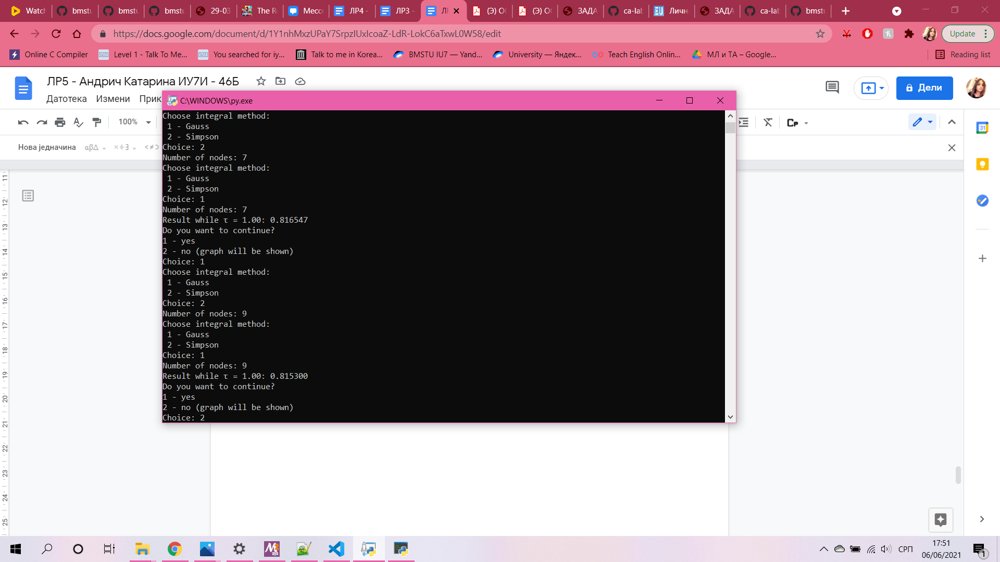 Watch
bmstu
bmstu
bmstu
29-03
The Re
Месс
ЛР4 -
ЛР3 -
(Э) ОС
(Э) ОС
ЗАДА
ca-lab
Личн
ЗАДА
ca-lab
bmstu
https://docs.google.com/document/d/1Y1nhMxzUPaY7SrpzIUxIcoaZ-LdR-LokC6aTxwL0W58/edit
Update
Online C Compiler
Level 1 - Talk To Me...
You searched for iy...
Talk to me in Korea...
BMSTU IU7 — Yand...
University — Яндек...
Teach English Onlin...
МЛ и ТА – Google...
Reading list
ЛР5 - Андрич Катарина ИУ7И - 46Б
Датотека Измени Прик
Дели
C:\WINDOWS\py.exe
100%
Ср
Нова једначина αβΔ ×÷∃ <≠⊃
Choose integral method:
1 - Gauss
2 - Simpson
Choice: 2
Number of nodes: 7
Choose integral method:
1 - Gauss
2 - Simpson
Choice: 1
Number of nodes: 7
Result while τ = 1.00: 0.816547
Do you want to continue?
1 - yes
2 - no (graph will be shown)
Choice: 1
Choose integral method:
1 - Gauss
2 - Simpson
Choice: 2
Number of nodes: 9
Choose integral method:
1 - Gauss
2 - Simpson
Choice: 1
Number of nodes: 9
Result while τ = 1.00: 0.815300
Do you want to continue?
1 - yes
2 - no (graph will be shown)
Choice: 2
31
11
12
13
14
15
16
17
18
19
20
21
22
23
24
25
СРП
17:51
06/06/2021
1